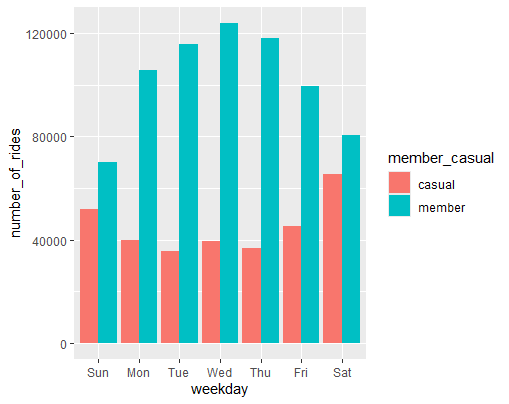 120000
80000
40000
0
number_of_rides
Sun Mon Tue Wed Thu Fri Sat
weekday
member_casual
casual
member